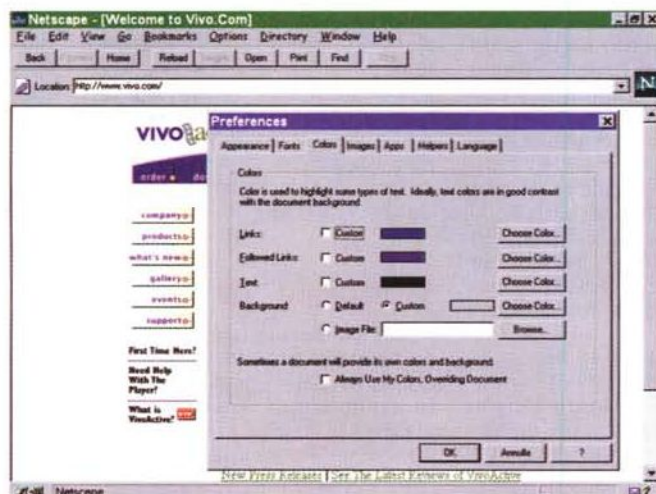 Netscape - [Welcome to Vivo.Com]
File Edit View Go Bookmarks Options Directory Window Help
Back Home Reload Open Print Find
Location: http://www.vivo.com/
VIVO
Preferences
Appearance Fonts Colors Images Apps Helpers Language
order
Colors
Color is used to highlight some types of text. Ideally, text colors are in good contrast
with the document background
company
Links: Custom Choose Color...
products
Followed Links: Custom Choose Color...
what's new
Text: Custom Choose Color...
gallery
Background: Default Custom Choose Color...
events
Image File: Browse...
support
First Time Here?
Sometimes a document will provide its own colors and background.
Need Help
With The
Player?
Always Use My Colors, Overriding Document
What is
VivoActive?
OK Annulla ?
New Press Releases | See The Latest Reviews of VivoActive
Netscape